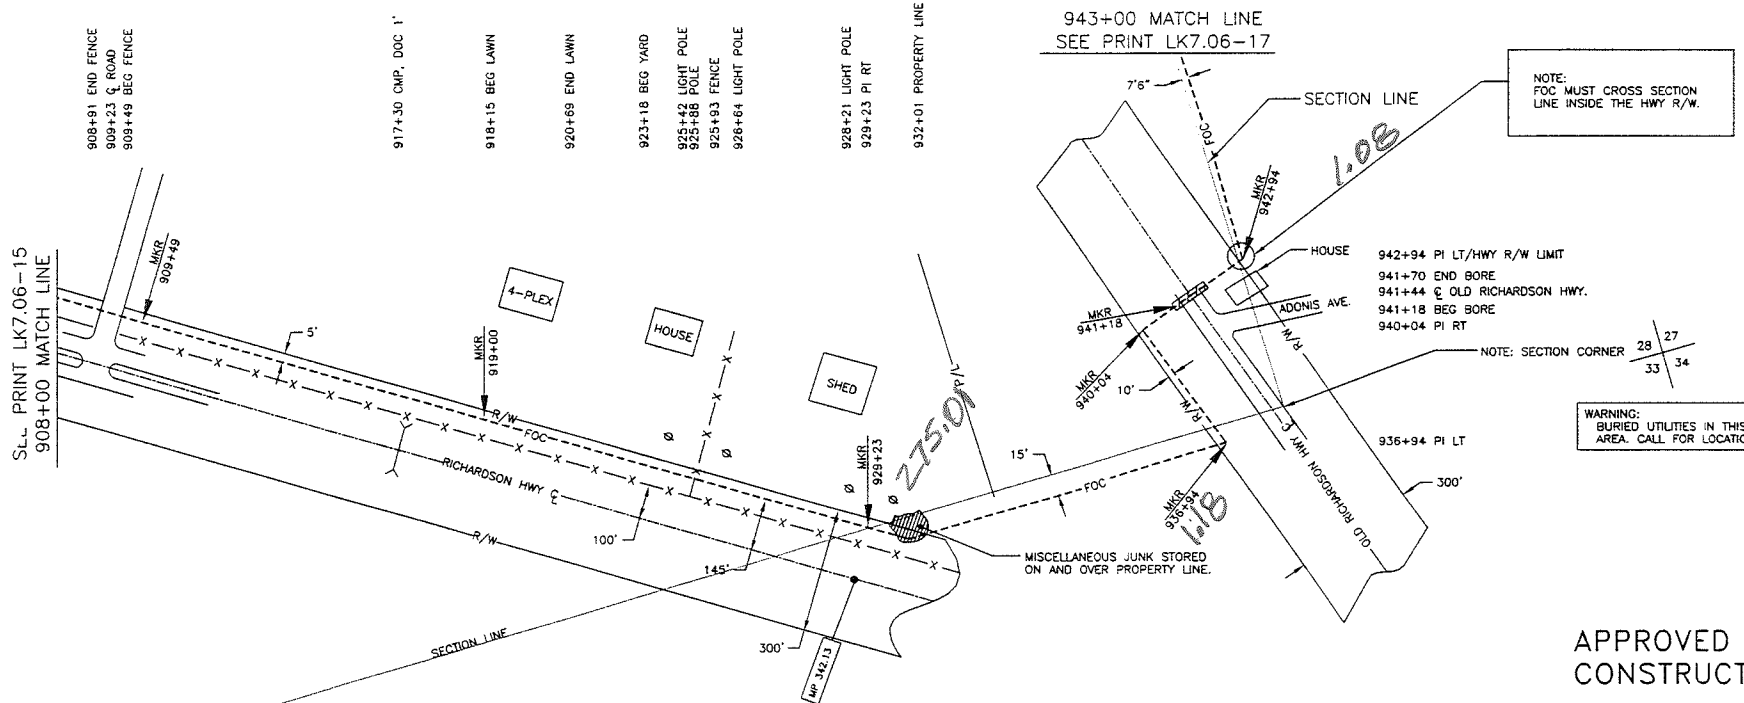 908+91 END FENCE
909+23 ℄ ROAD
909+49 BEG FENCE
917+30 CMP, DOC 1'
918+15 BEG LAWN
920+69 END LAWN
923+18 BEG YARD
925+42 LIGHT POLE
925+88 POLE
925+93 FENCE
926+64 LIGHT POLE
928+21 LIGHT POLE
929+23 PI RT
932+01 PROPERTY LINE
943+00 MATCH LINE
SEE PRINT LK7.06-17
7'6"
SECTION LINE
NOTE:
FOC MUST CROSS SECTION
LINE INSIDE THE HWY R/W.
FOC
1.08
MKR
942+94
SEE PRINT LK7.06-15
908+00 MATCH LINE
MKR
909+49
5'
4-PLEX
HOUSE
MKR
919+00
SHED
R/W
FOC
RICHARDSON HWY ℄
R/W
100'
145'
300'
MP 342.13
SECTION LINE
MKR
929+23
275.01
P/L
15'
FOC
MISCELLANEOUS JUNK STORED
ON AND OVER PROPERTY LINE.
MKR
936+94
1.18
MKR
940+04
10'
R/W
MKR
941+18
HOUSE
ADONIS AVE.
R/W
OLD RICHARDSON HWY ℄
300'
942+94 PI LT/HWY R/W LIMIT
941+70 END BORE
941+44 ℄ OLD RICHARDSON HWY.
941+18 BEG BORE
940+04 PI RT
NOTE: SECTION CORNER
28 27
33 34
WARNING:
BURIED UTILITIES IN THIS
AREA. CALL FOR LOCATIO
936+94 PI LT
APPROVED
CONSTRUCT